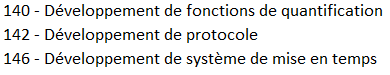 140 - Développement de fonctions de quantification
142 - Développement de protocole
146 - Développement de système de mise en temps